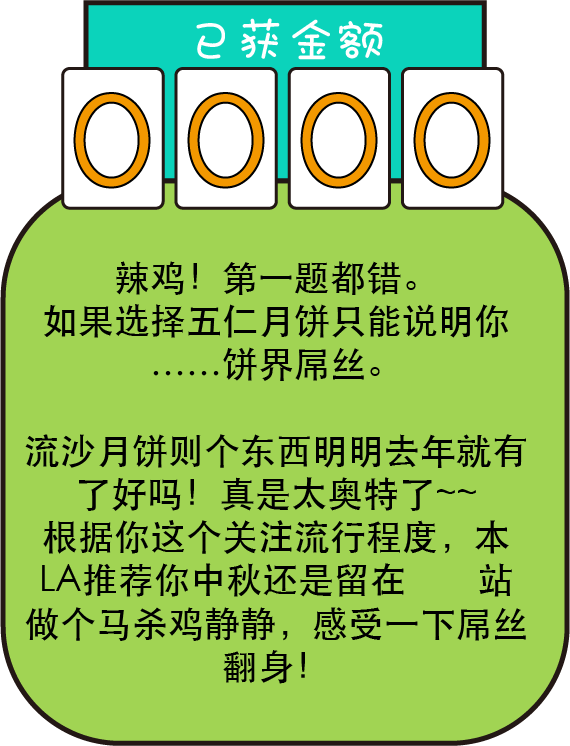 已获金额
0 0 0 0
辣鸡！第一题都错。
如果选择五仁月饼只能说明你
……饼界屌丝。
流沙月饼则个东西明明去年就有
了好吗！真是太奥特了~~
根据你这个关注流行程度，本
LA推荐你中秋还是留在 站
做个马杀鸡静静，感受一下屌丝
翻身！